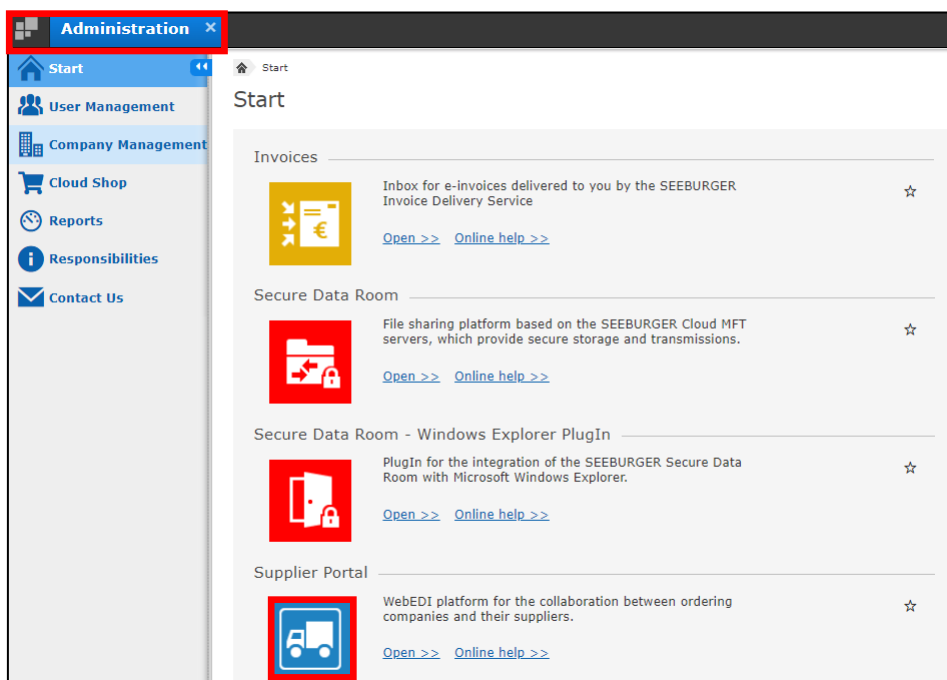 Administration ×
Start
User Management
Company Management
Cloud Shop
Reports
Responsibilities
Contact Us
Start
Start
Invoices
Inbox for e-invoices delivered to you by the SEEBURGER
Invoice Delivery Service
Open >> Online help >>
Secure Data Room
File sharing platform based on the SEEBURGER Cloud MFT
servers, which provide secure storage and transmissions.
Open >> Online help >>
Secure Data Room - Windows Explorer PlugIn
PlugIn for the integration of the SEEBURGER Secure Data
Room with Microsoft Windows Explorer.
Open >> Online help >>
Supplier Portal
WebEDI platform for the collaboration between ordering
companies and their suppliers.
Open >> Online help >>